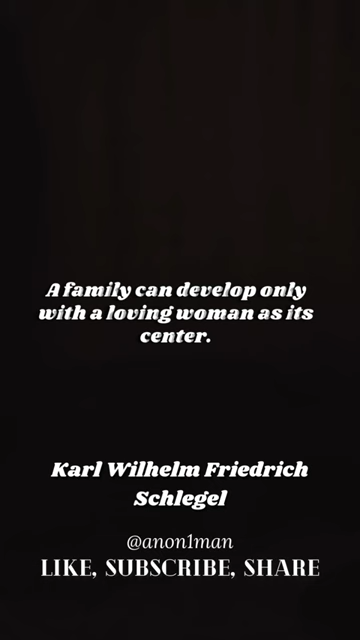 A family can develop only
with a loving woman as its
center.
Karl Wilhelm Friedrich
Schlegel
@anon1man
LIKE, SUBSCRIBE, SHARE